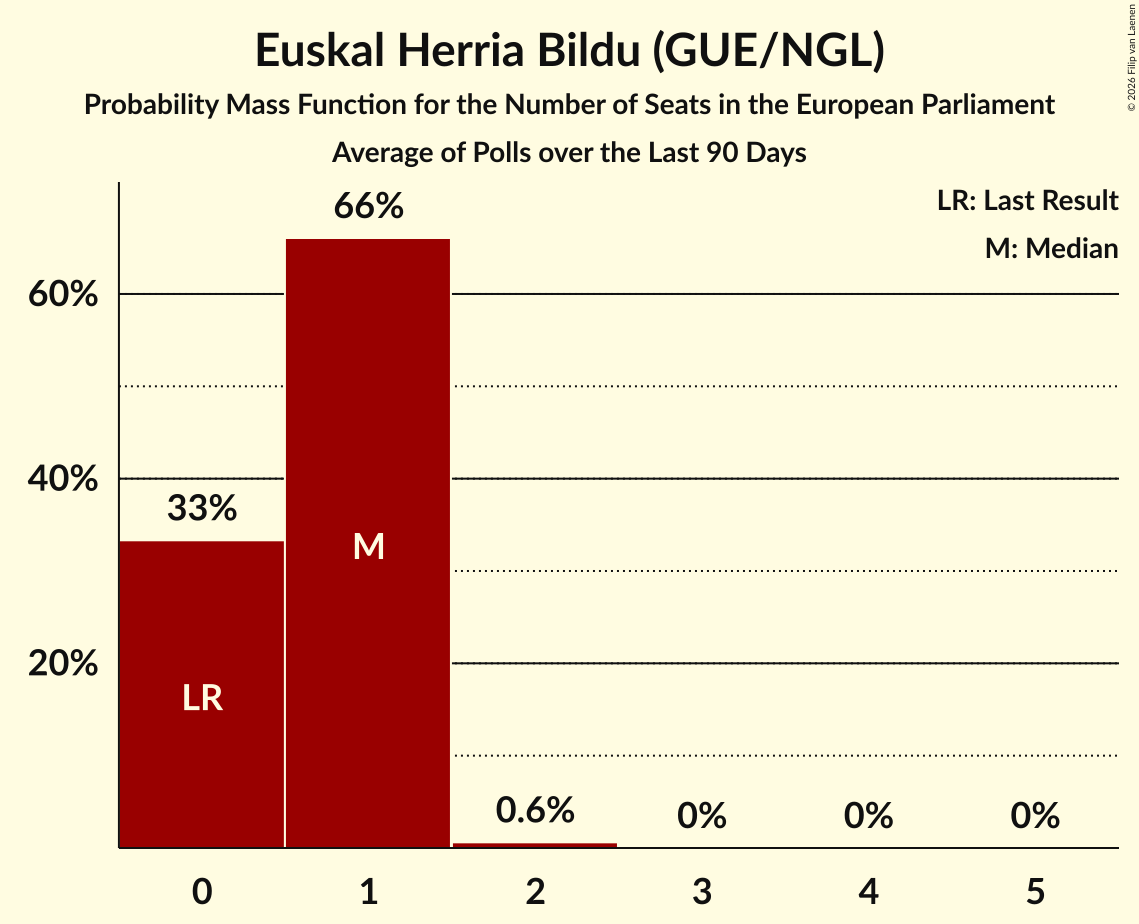 Euskal Herria Bildu (GUE/NGL)
Probability Mass Function for the Number of Seats in the European Parliament
Average of Polls over the Last 90 Days
© 2026 Filip van Laenen
LR: Last Result
M: Median
66%
60%
40%
33%
M
20%
LR
0.6%
0%
0%
0%
0
1
2
3
4
5